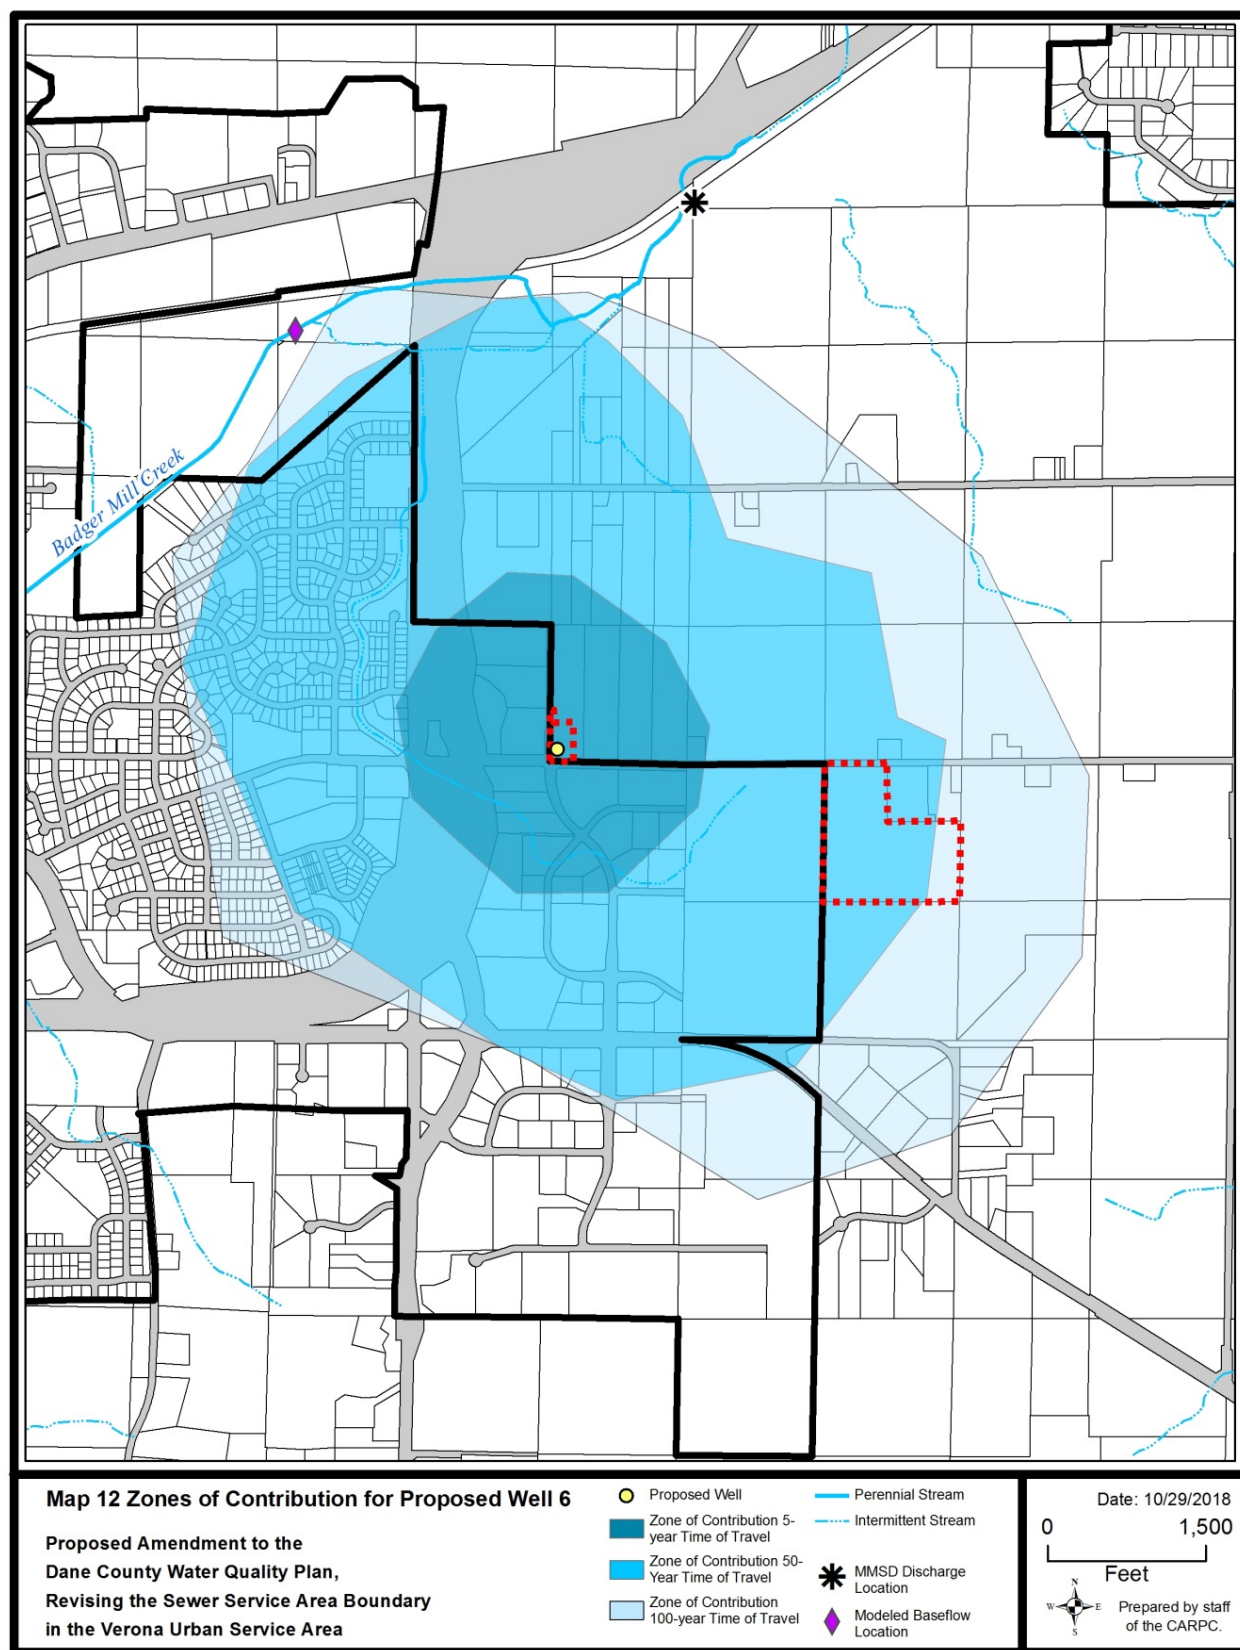 Badger Mill Creek
Map 12 Zones of Contribution for Proposed Well 6
Proposed Amendment to the
Dane County Water Quality Plan,
Revising the Sewer Service Area Boundary
in the Verona Urban Service Area
Proposed Well
Zone of Contribution 5-
year Time of Travel
Zone of Contribution 50-
Year Time of Travel
Zone of Contribution
100-year Time of Travel
Perennial Stream
Intermittent Stream
MMSD Discharge
Location
Modeled Baseflow
Location
Date: 10/29/2018
0 1,500
Feet
N
W E
S
Prepared by staff
of the CARPC.